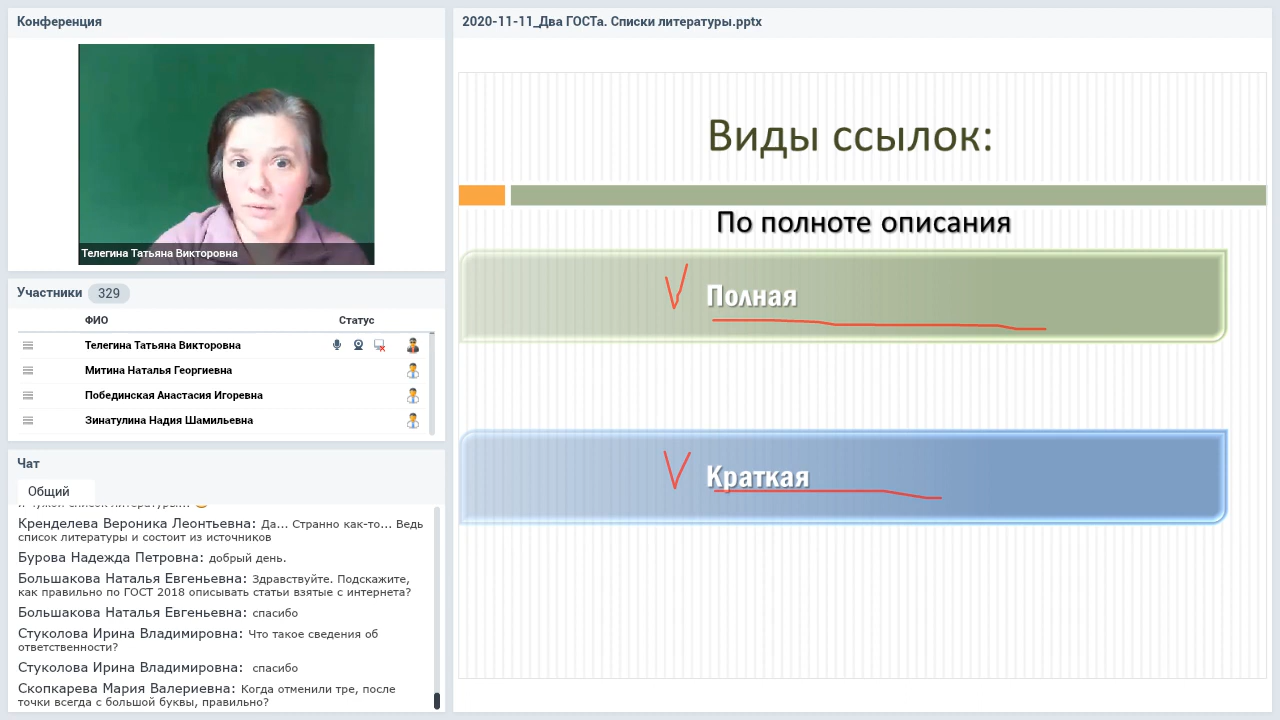 Конференция
Телегина Татьяна Викторовна
Участники 329
ФИО Статус
Телегина Татьяна Викторовна
Митина Наталья Георгиевна
Побединская Анастасия Игоревна
Зинатулина Надия Шамильевна
Чат
Общий
Кренделева Вероника Леонтьевна: Да... Странно как-то... Ведь
список литературы и состоит из источников
Бурова Надежда Петровна: добрый день.
Большакова Наталья Евгеньевна: Здравствуйте. Подскажите,
как правильно по ГОСТ 2018 описывать статьи взятые с интернета?
Большакова Наталья Евгеньевна: спасибо
Стуколова Ирина Владимировна: Что такое сведения об
ответственности?
Стуколова Ирина Владимировна: спасибо
Скопкарева Мария Валериевна: Когда отменили тре, после
точки всегда с большой буквы, правильно?
2020-11-11_Два ГОСТа. Списки литературы.pptx
Виды ссылок:
По полноте описания
Полная
Краткая